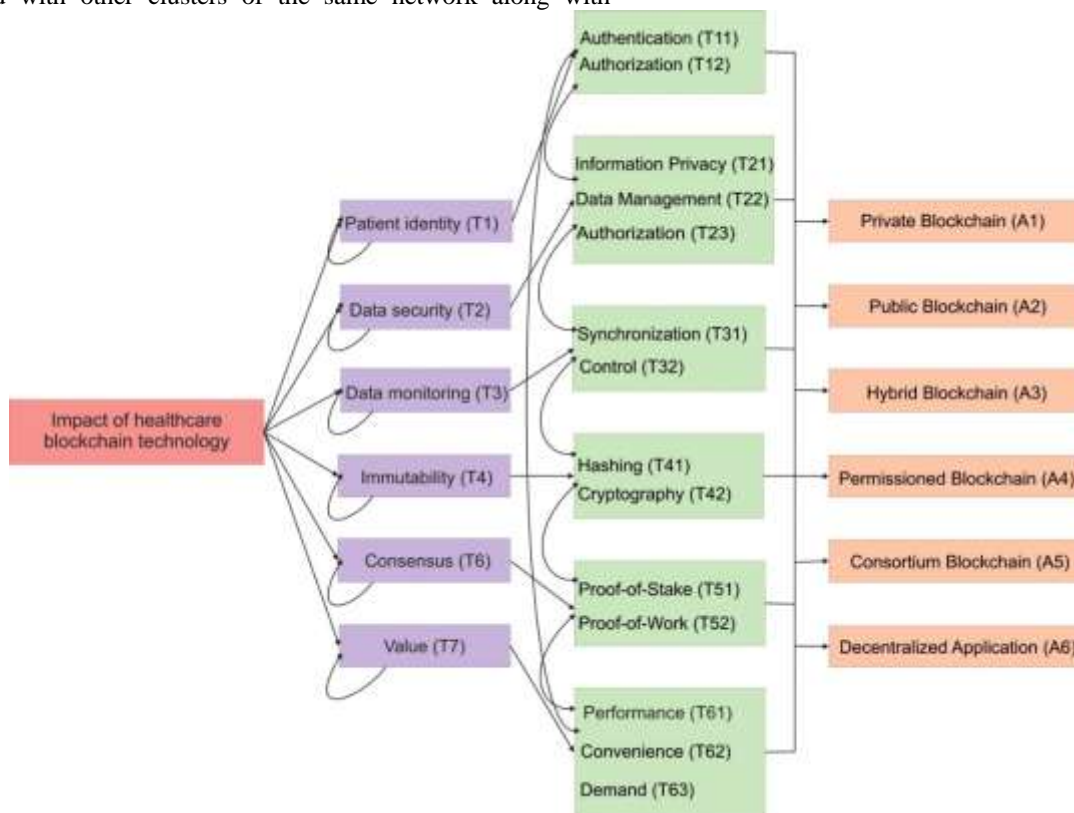 with other clusters of the same network along with
Authentication (T11)
Authorization (T12)
Information Privacy (T21)
Data Management (T22)
Authorization (T23)
Patient identity (T1)
Private Blockchain (A1)
Data security (T2)
Public Blockchain (A2)
Synchronization (T31)
Control (T32)
Data monitoring (T3)
Hybrid Blockchain (A3)
Impact of healthcare
blockchain technology
Hashing (T41)
Cryptography (T42)
Immutability (T4)
Permissioned Blockchain (A4)
Consensus (T6)
Consortium Blockchain (A5)
Proof-of-Stake (T51)
Proof-of-Work (T52)
Value (T7)
Decentralized Application (A6)
Performance (T61)
Convenience (T62)
Demand (T63)